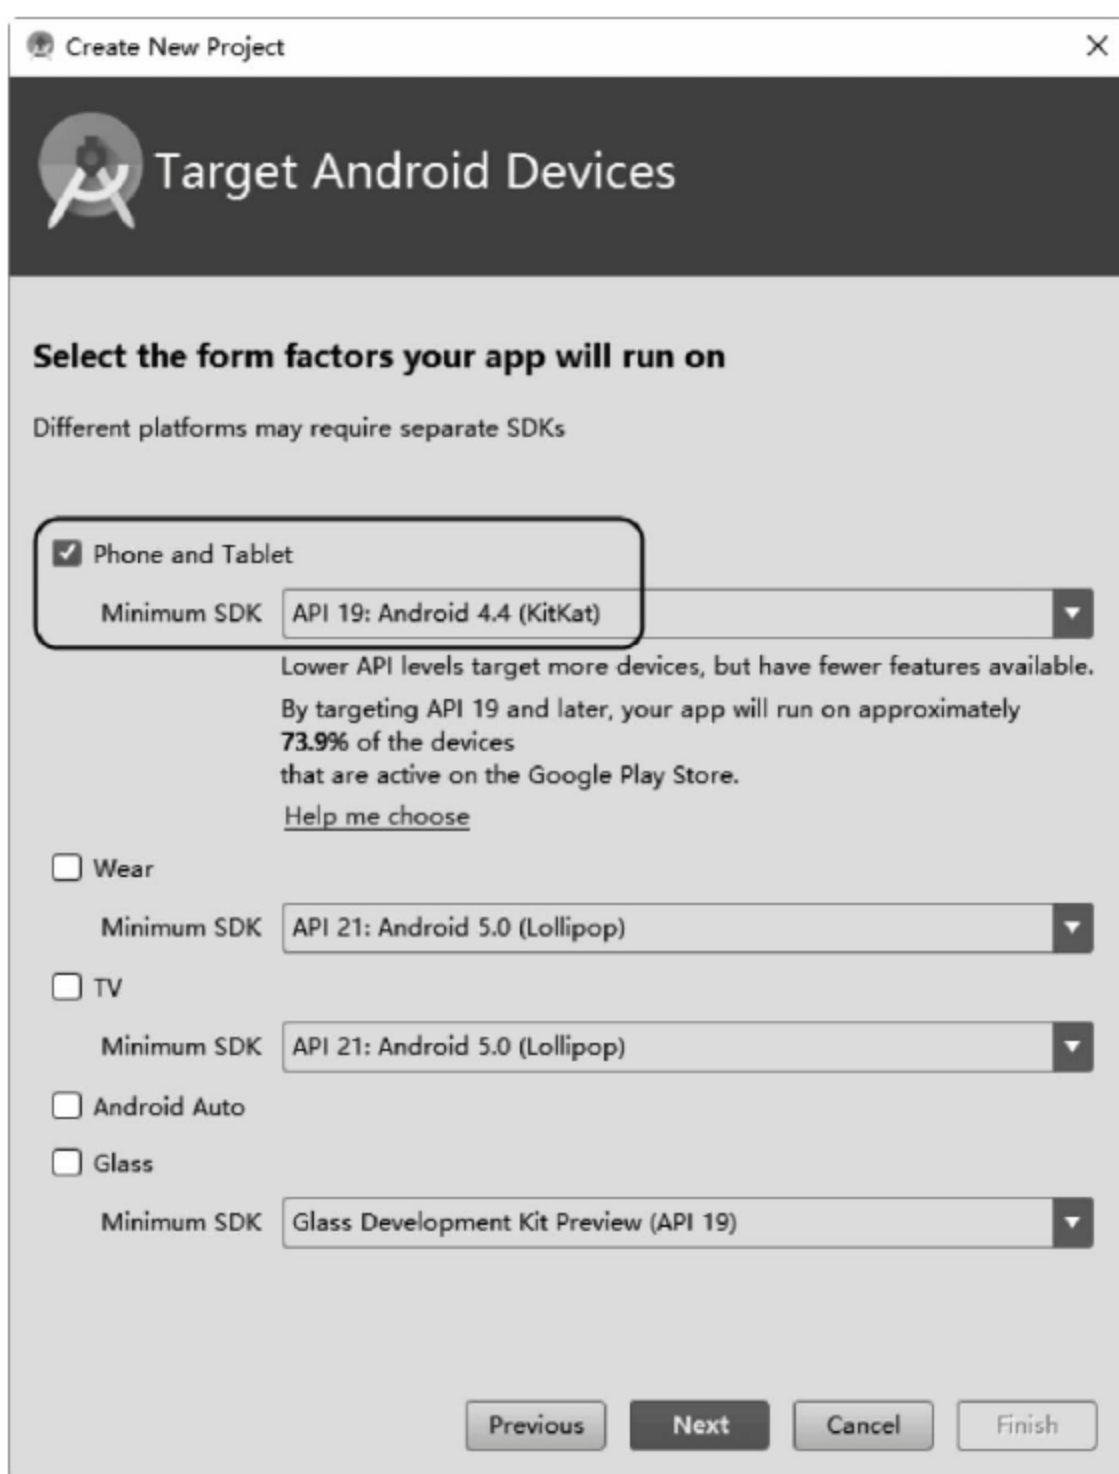 Create New Project
Target Android Devices
Select the form factors your app will run on
Different platforms may require separate SDKs
Phone and Tablet
Minimum SDK API 19: Android 4.4 (KitKat)
Lower API levels target more devices, but have fewer features available.
By targeting API 19 and later, your app will run on approximately
73.9% of the devices
that are active on the Google Play Store.
Help me choose
Wear
Minimum SDK API 21: Android 5.0 (Lollipop)
TV
Minimum SDK API 21: Android 5.0 (Lollipop)
Android Auto
Glass
Minimum SDK Glass Development Kit Preview (API 19)
Previous Next Cancel Finish